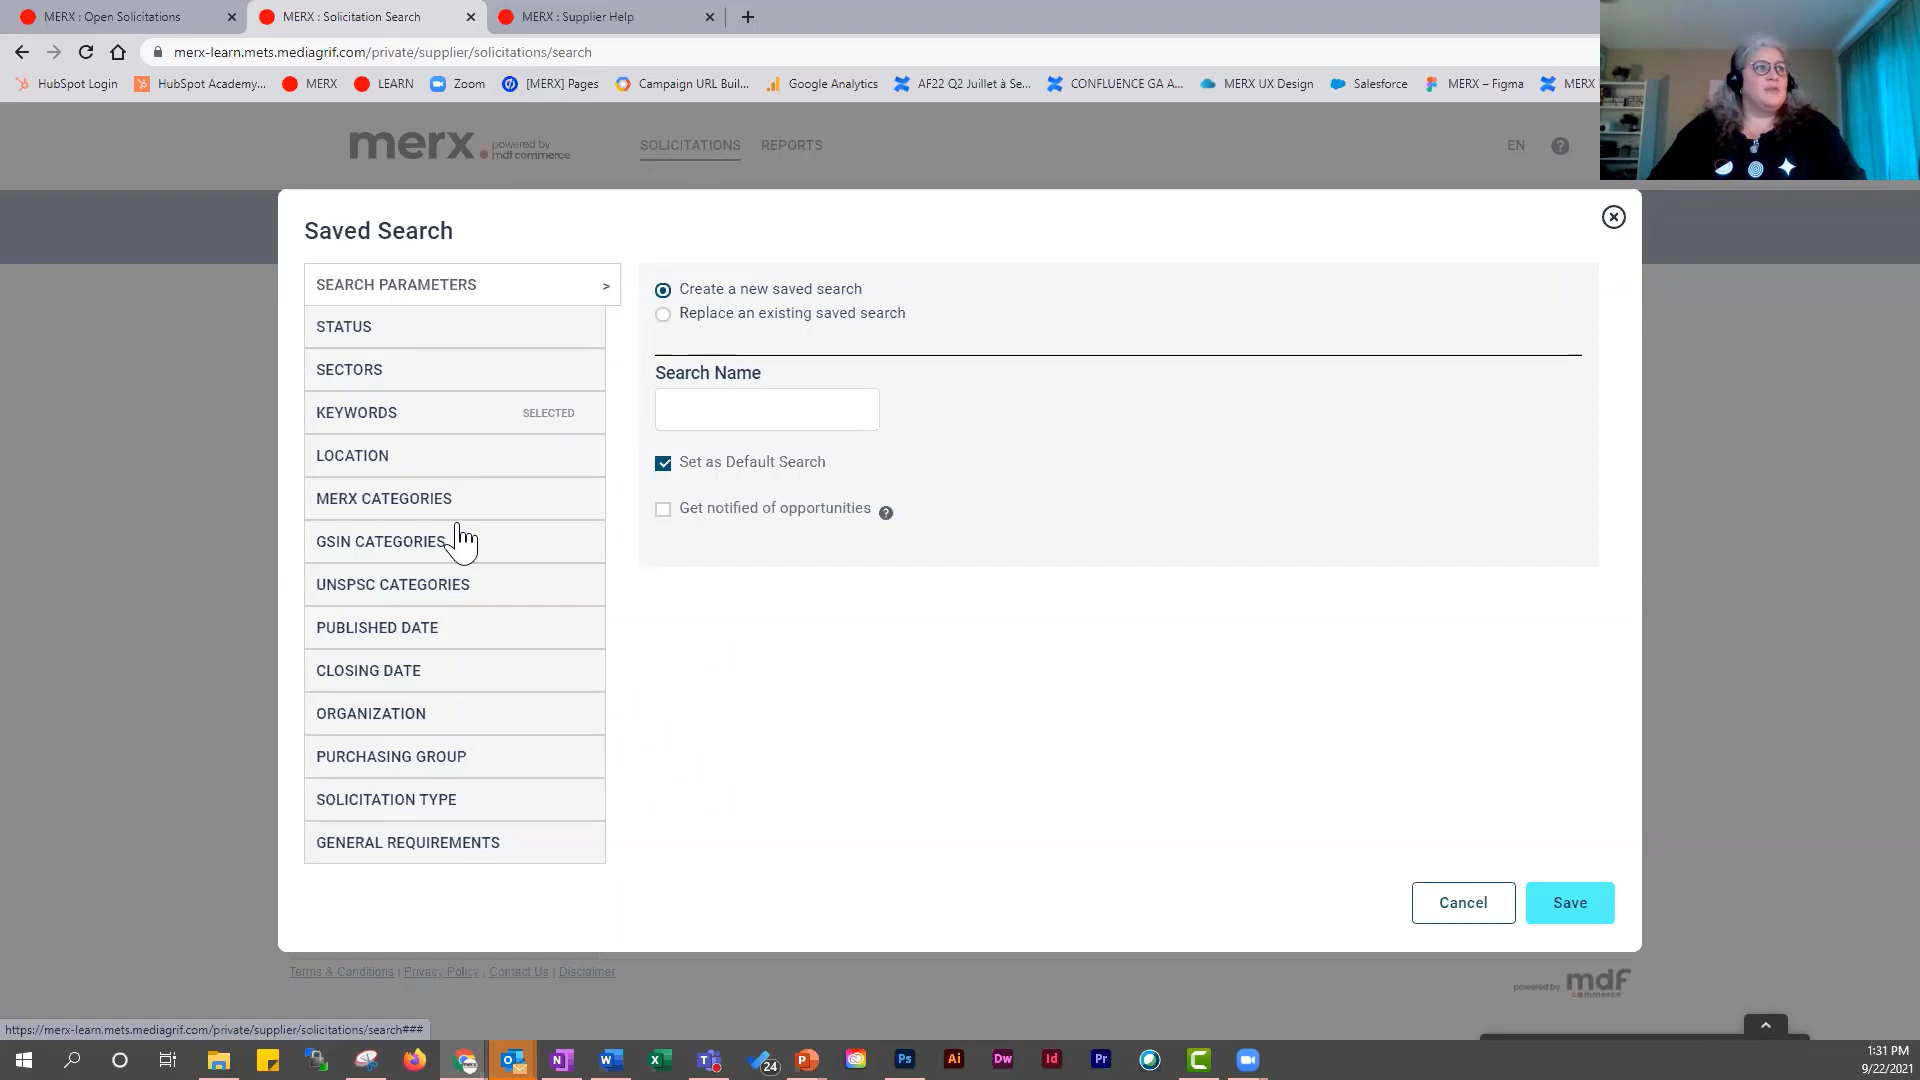 MERX : Open Solicitations
MERX : Solicitation Search
MERX : Supplier Help
merx-learn.mets.mediagrif.com/private/supplier/solicitations/search
HubSpot Login
HubSpot Academy...
MERX
LEARN
Zoom
[MERX] Pages
Campaign URL Buil...
Google Analytics
AF22 Q2 Juillet à Se...
CONFLUENCE GA A...
MERX UX Design
Salesforce
MERX – Figma
MERX
merx. powered by mdf commerce
SOLICITATIONS
REPORTS
EN
?
Saved Search
SEARCH PARAMETERS >
STATUS
SECTORS
KEYWORDS SELECTED
LOCATION
MERX CATEGORIES
GSIN CATEGORIES
UNSPSC CATEGORIES
PUBLISHED DATE
CLOSING DATE
ORGANIZATION
PURCHASING GROUP
SOLICITATION TYPE
GENERAL REQUIREMENTS
Create a new saved search
Replace an existing saved search
Search Name
Set as Default Search
Get notified of opportunities ?
Cancel
Save
Terms & Conditions | Privacy Policy | Contact Us | Disclaimer
powered by mdf commerce
https://merx-learn.mets.mediagrif.com/private/supplier/solicitations/search###
24
Ps
Ai
Dw
Id
Pr
1:31 PM
9/22/2021